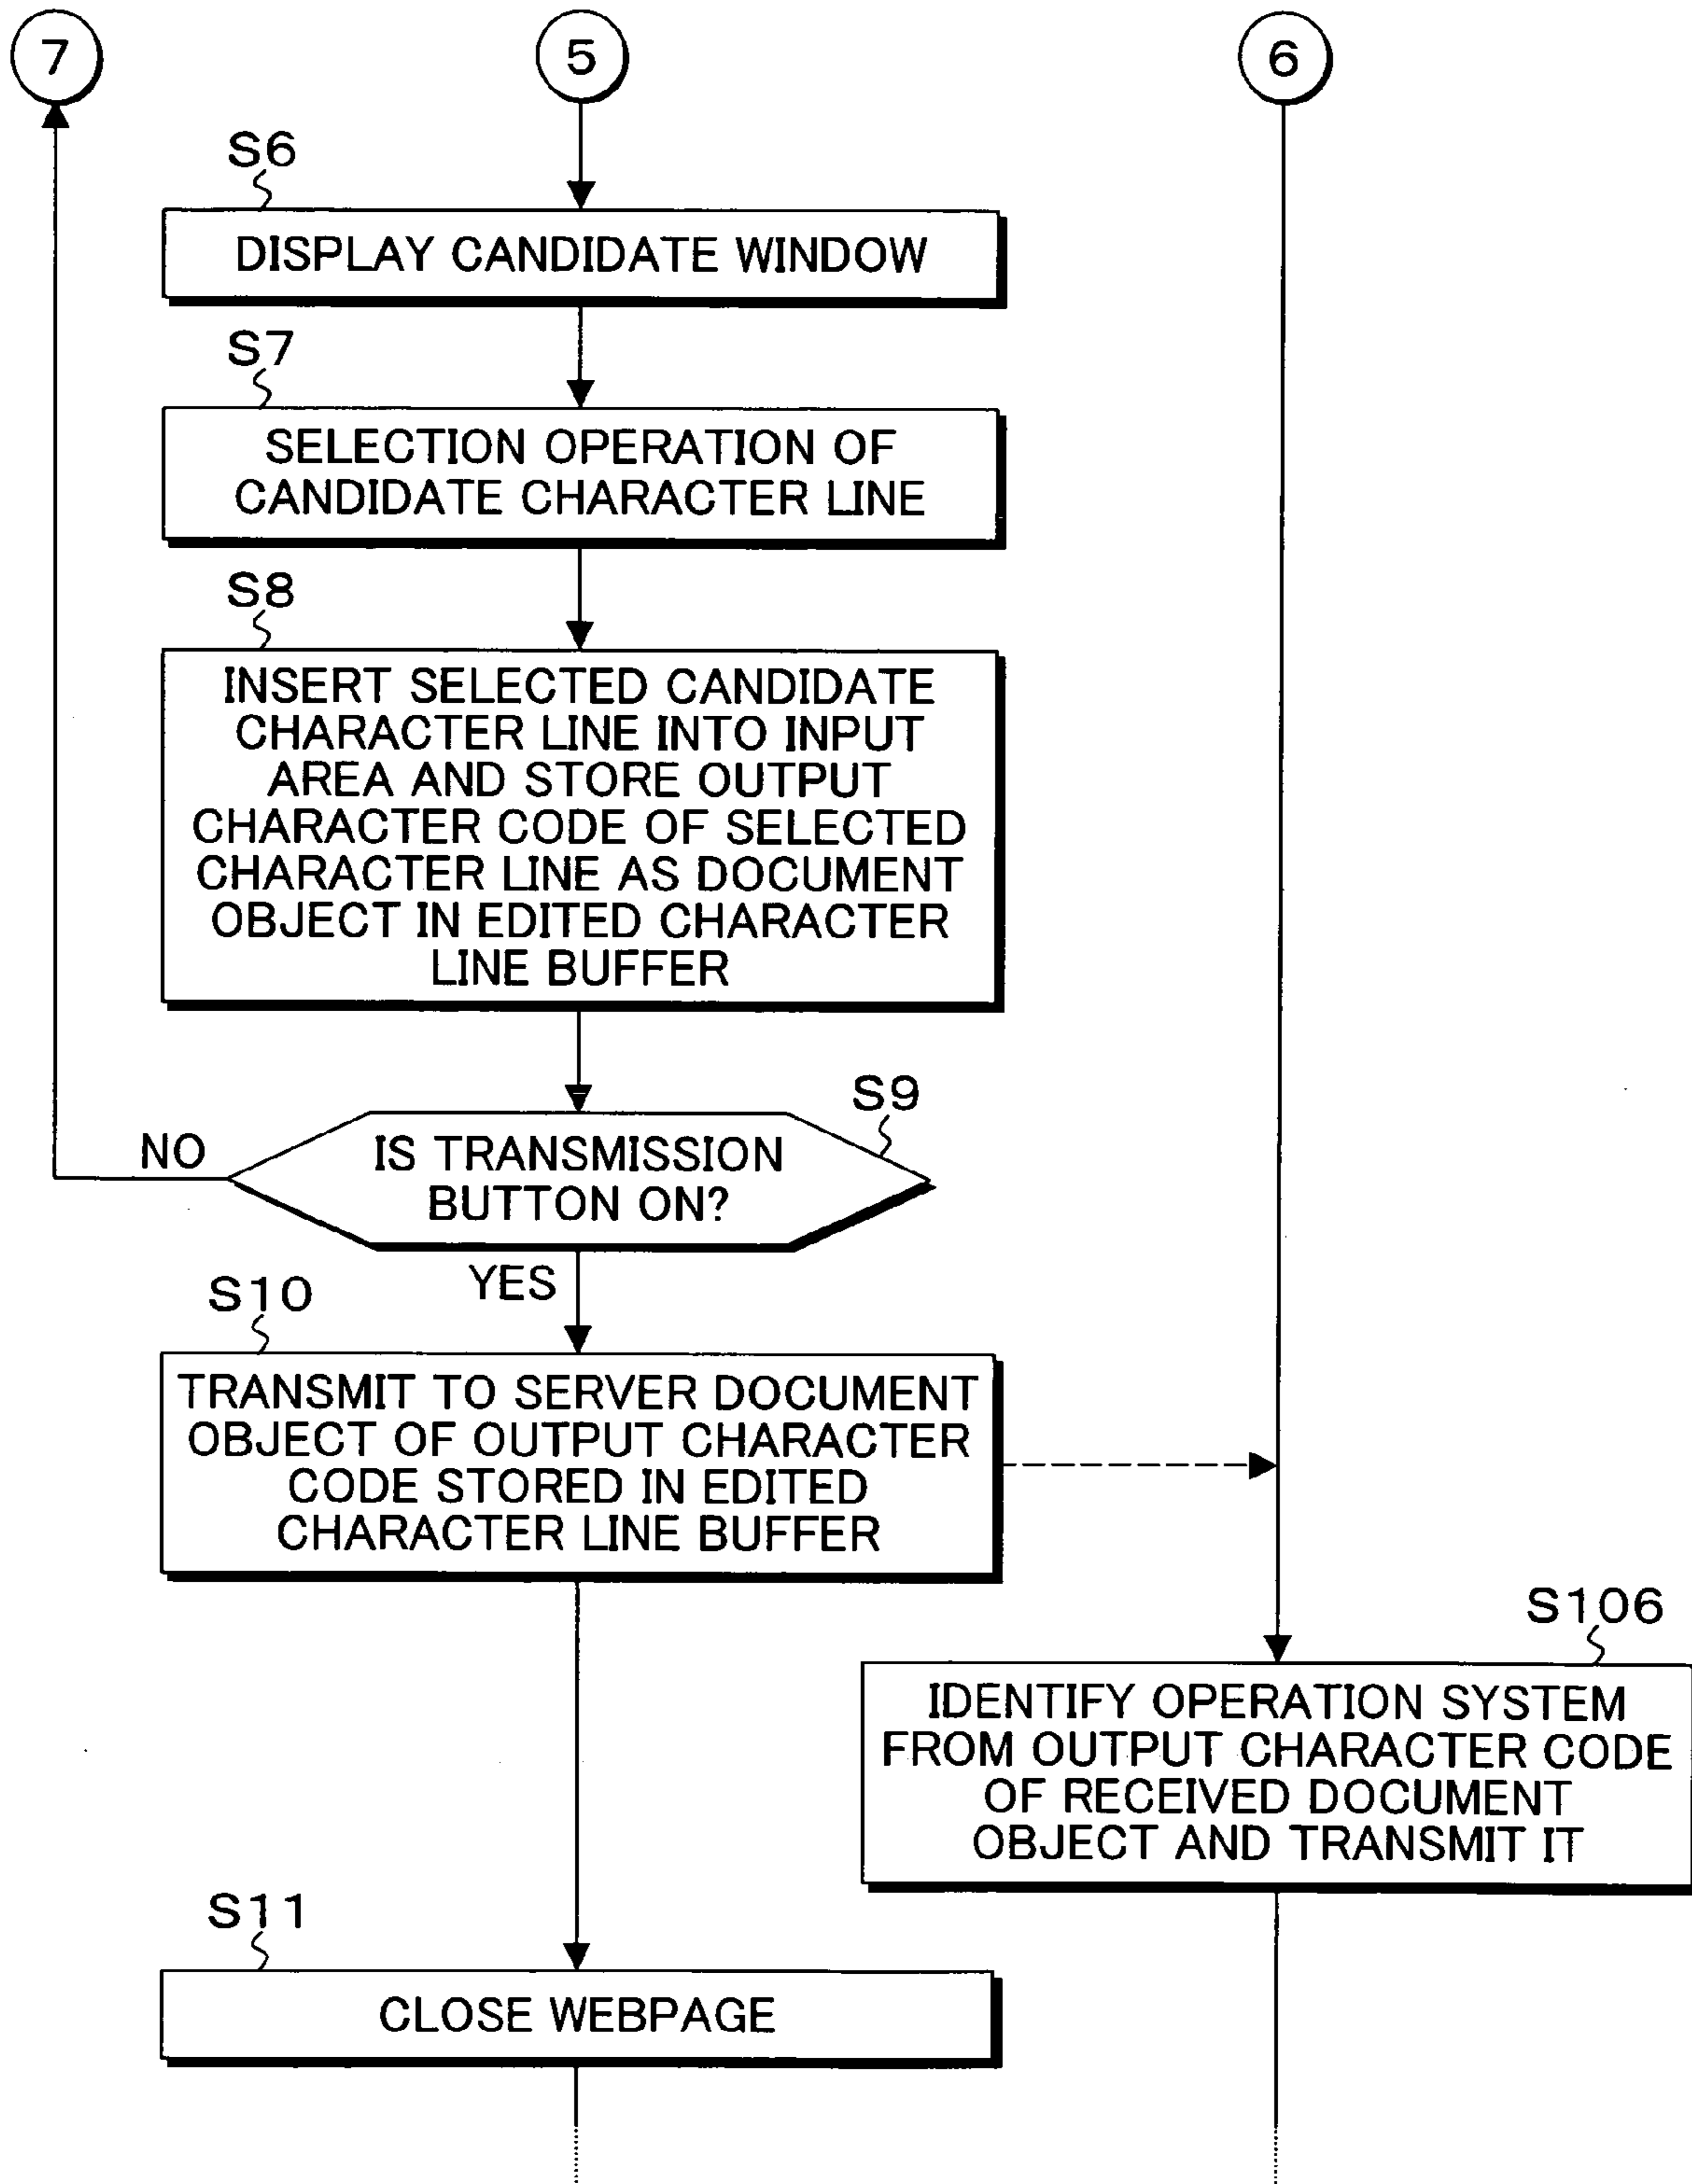 7
5
6
S6
DISPLAY CANDIDATE WINDOW
S7
SELECTION OPERATION OF
CANDIDATE CHARACTER LINE
S8
INSERT SELECTED CANDIDATE
CHARACTER LINE INTO INPUT
AREA AND STORE OUTPUT
CHARACTER CODE OF SELECTED
CHARACTER LINE AS DOCUMENT
OBJECT IN EDITED CHARACTER
LINE BUFFER
S9
NO
IS TRANSMISSION
BUTTON ON?
YES
S10
TRANSMIT TO SERVER DOCUMENT
OBJECT OF OUTPUT CHARACTER
CODE STORED IN EDITED
CHARACTER LINE BUFFER
S106
IDENTIFY OPERATION SYSTEM
FROM OUTPUT CHARACTER CODE
OF RECEIVED DOCUMENT
OBJECT AND TRANSMIT IT
S11
CLOSE WEBPAGE